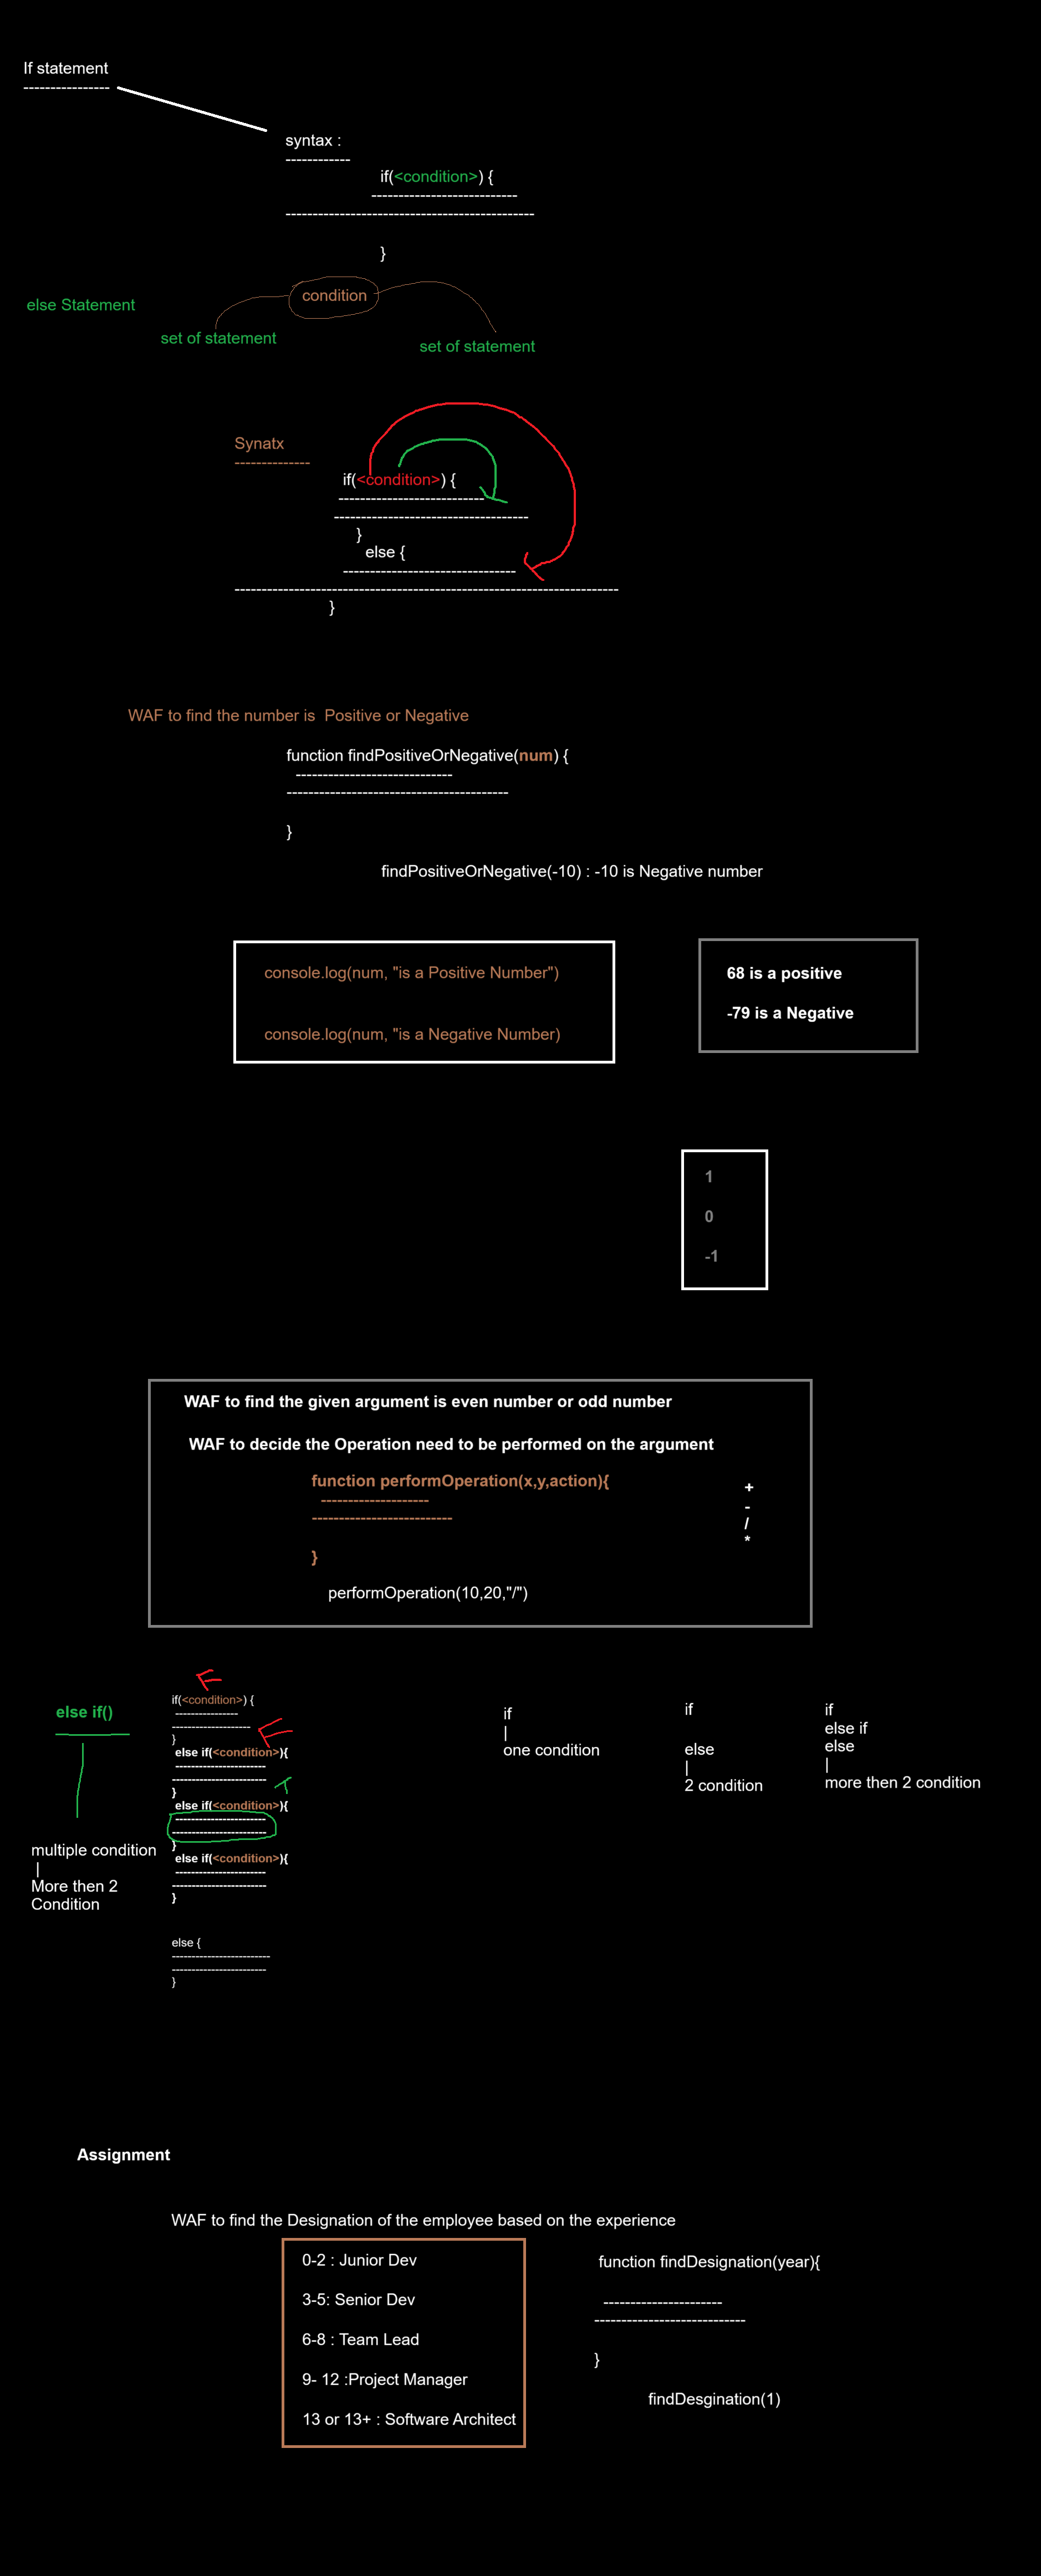 If statement
----------------
syntax :
------------
if(<condition>) {
---------------------------
----------------------------------------------
}
condition
else Statement
set of statement
set of statement
Synatx
--------------
if(<condition>) {
---------------------------
------------------------------------
}
else {
--------------------------------
-----------------------------------------------------------------------
}
WAF to find the number is  Positive or Negative
function findPositiveOrNegative(num) {
-----------------------------
-----------------------------------------
}
findPositiveOrNegative(-10) : -10 is Negative number
console.log(num, "is a Positive Number")
console.log(num, "is a Negative Number)
68 is a positive
-79 is a Negative
1
0
-1
WAF to find the given argument is even number or odd number
WAF to decide the Operation need to be performed on the argument
function performOperation(x,y,action){
--------------------
--------------------------
}
+
-
/
*
performOperation(10,20,"/")
else if()
multiple condition
|
More then 2
Condition
if(<condition>) {
----------------
--------------------
}
else if(<condition>){
-----------------------
------------------------
}
else if(<condition>){
-----------------------
------------------------
}
else if(<condition>){
-----------------------
------------------------
}
else {
-------------------------
------------------------
}
if
|
one condition
if
else
|
2 condition
if
else if
else
|
more then 2 condition
Assignment
WAF to find the Designation of the employee based on the experience
0-2 : Junior Dev
3-5: Senior Dev
6-8 : Team Lead
9- 12 :Project Manager
13 or 13+ : Software Architect
function findDesignation(year){
----------------------
----------------------------
}
findDesgination(1)